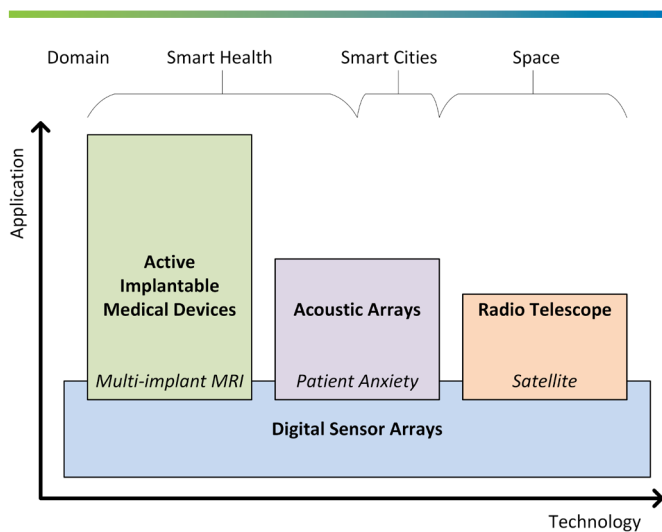 Domain
Smart Health
Smart Cities
Space
Application
Active
Implantable
Medical Devices
Multi-implant MRI
Acoustic Arrays
Patient Anxiety
Radio Telescope
Satellite
Digital Sensor Arrays
Technology